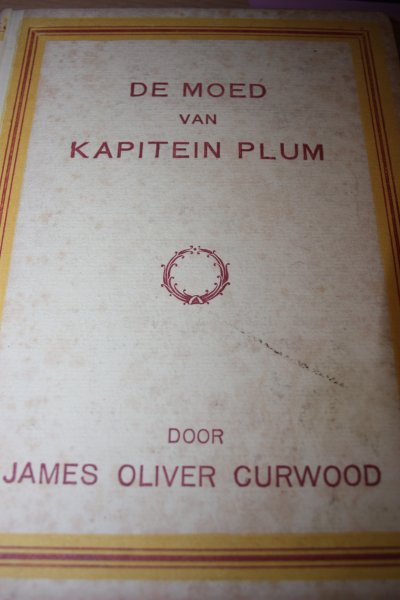 DE MOED
VAN
KAPITEIN PLUM
DOOR
JAMES OLIVER CURWOOD